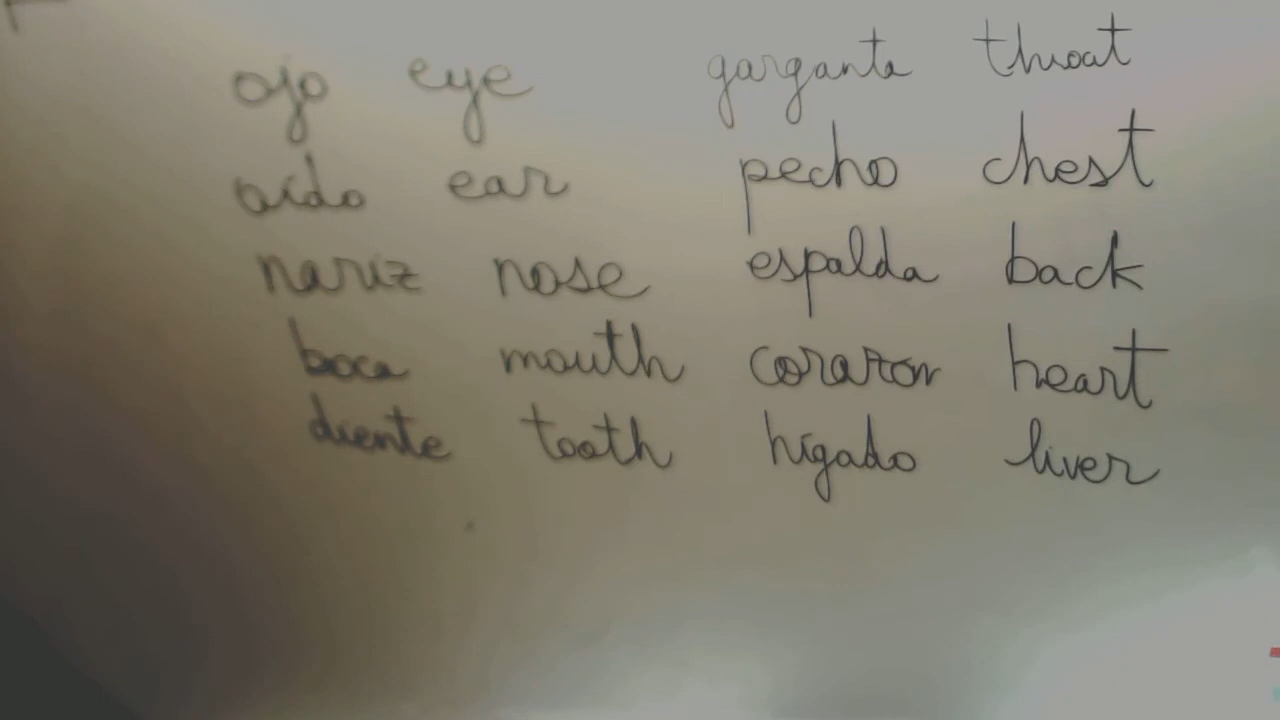 ojo eye garganta throat
oído ear pecho chest
nariz nose espalda back
boca mouth corazon heart
diente tooth hígado liver